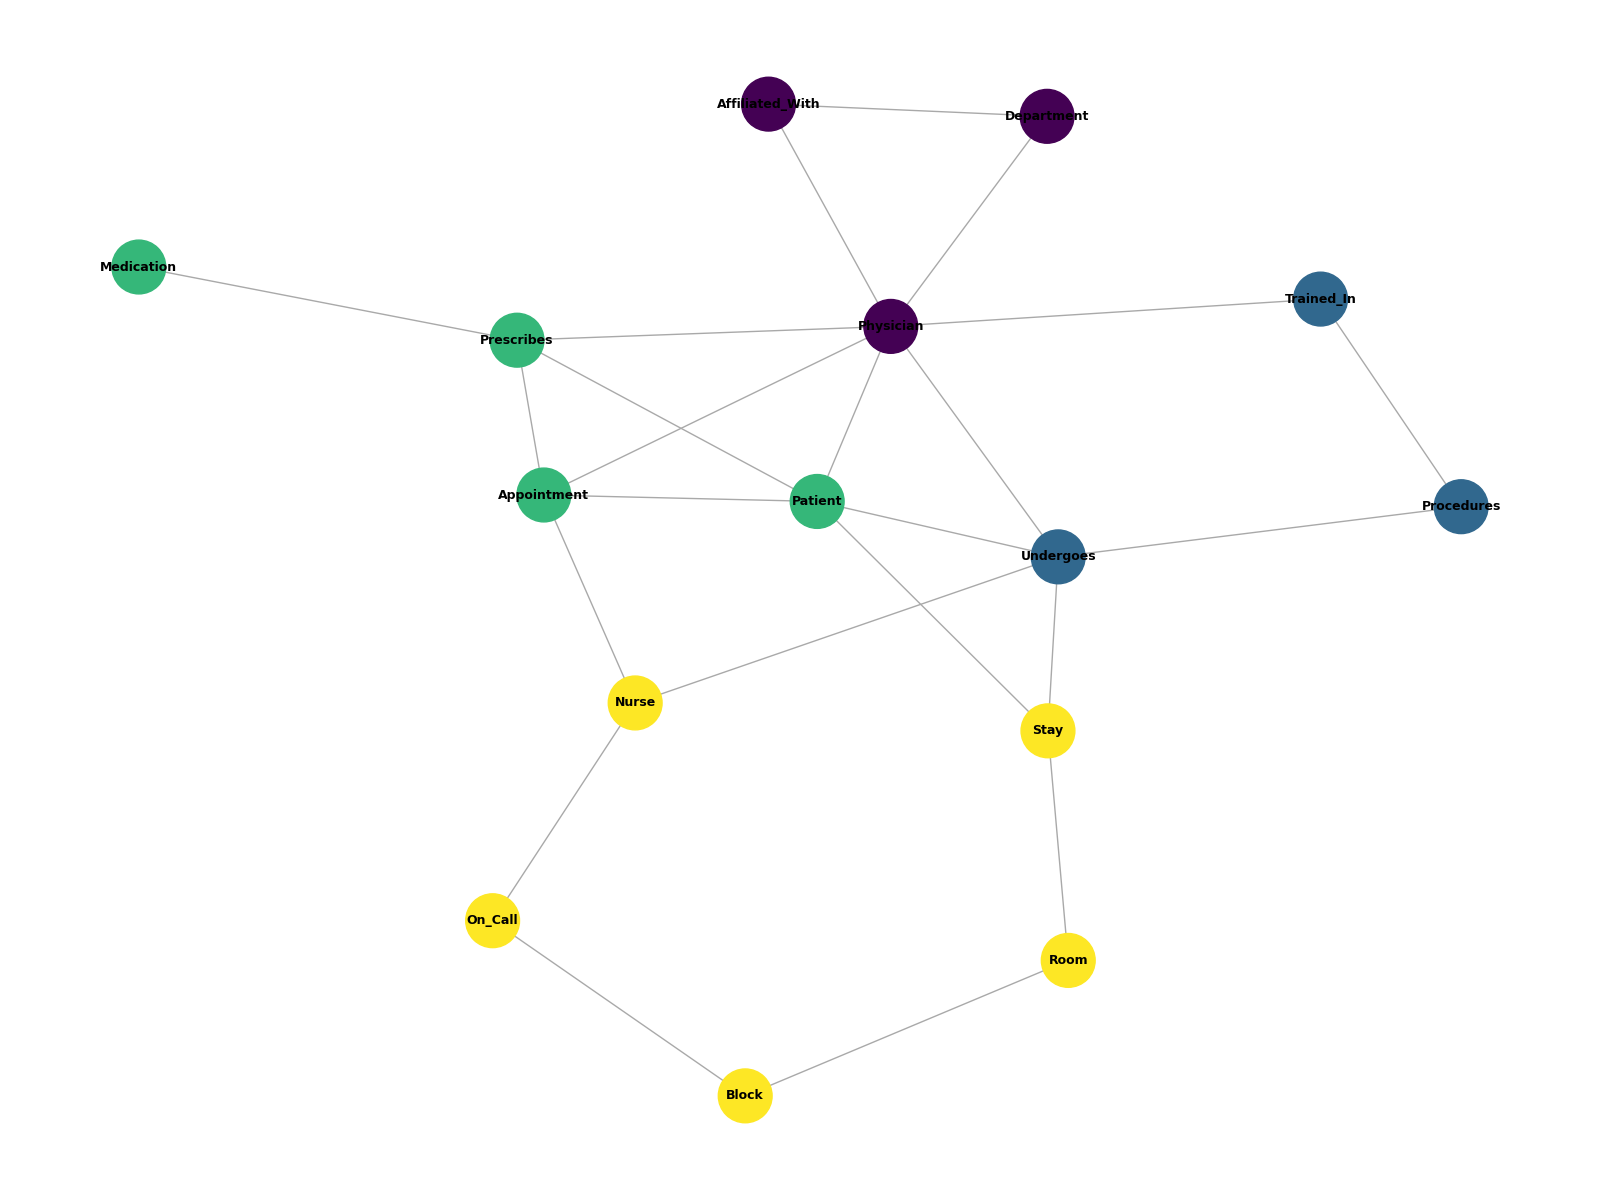 Affiliated_With
Department
Medication
Trained_In
Physician
Prescribes
Appointment
Patient
Procedures
Undergoes
Nurse
Stay
On_Call
Room
Block